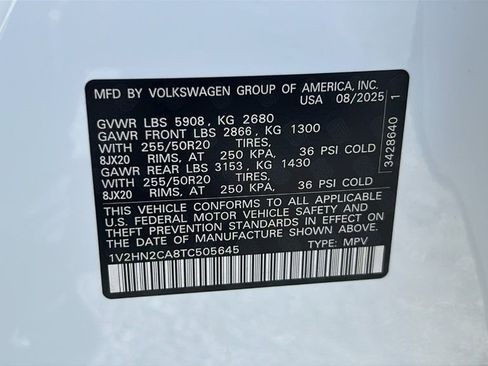 MFD BY VOLKSWAGEN GROUP OF AMERICA, INC.
USA 08/2025
GVWR LBS 5908, KG 2680
GAWR FRONT LBS 2866, KG 1300
WITH 255/50R20 TIRES,
8JX20 RIMS, AT 250 KPA, 36 PSI COLD
GAWR REAR LBS 3153, KG 1430
WITH 255/50R20 TIRES,
8JX20 RIMS, AT 250 KPA, 36 PSI COLD
THIS VEHICLE CONFORMS TO ALL APPLICABLE
U.S. FEDERAL MOTOR VEHICLE SAFETY AND
THEFT PREVENTION STANDARDS IN EFFECT ON
THE DATE OF MANUFACTURE SHOWN ABOVE.
1V2HN2CA8TC505645 TYPE: MPV
3428640 1